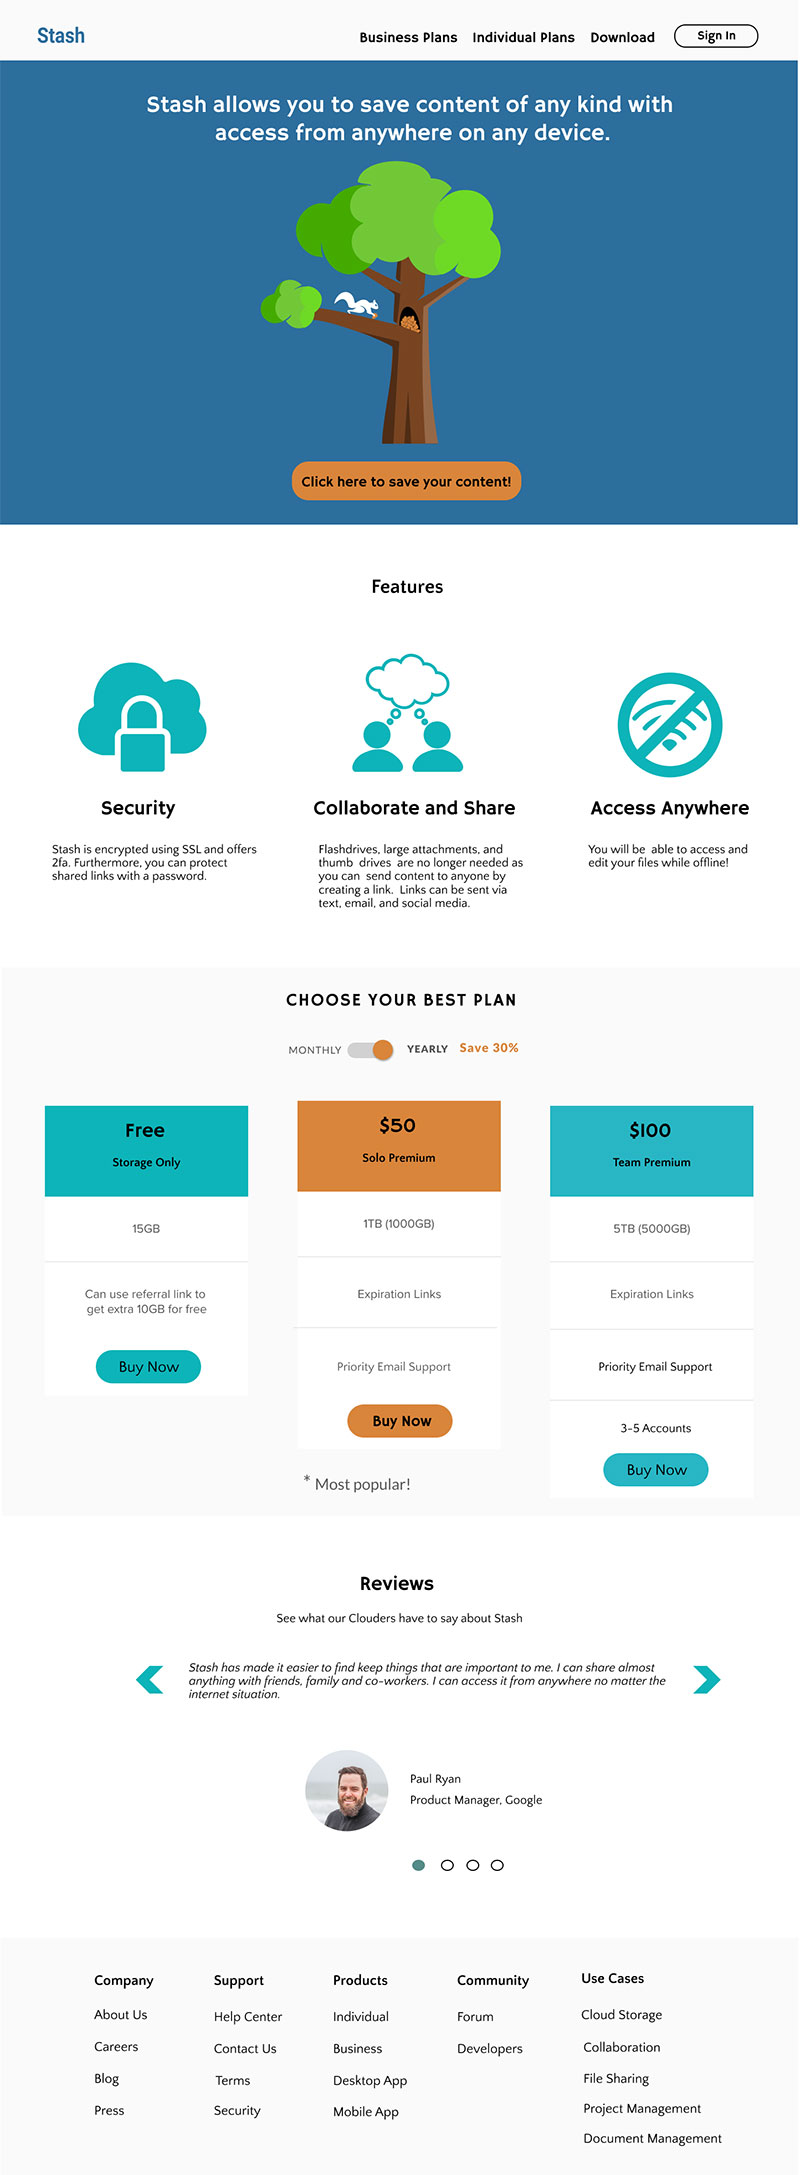 Stash
Business Plans
Individual Plans
Download
Sign In
Stash allows you to save content of any kind with
access from anywhere on any device.
Click here to save your content!
Features
Security
Stash is encrypted using SSL and offers
2fa. Furthermore, you can protect
shared links with a password.
Collaborate and Share
Flashdrives, large attachments, and
thumb drives are no longer needed as
you can send content to anyone by
creating a link. Links can be sent via
text, email, and social media.
Access Anywhere
You will be able to access and
edit your files while offline!
CHOOSE YOUR BEST PLAN
MONTHLY
YEARLY
Save 30%
Free
Storage Only
15GB
Can use referral link to
get extra 10GB for free
Buy Now
$50
Solo Premium
1TB (1000GB)
Expiration Links
Priority Email Support
Buy Now
* Most popular!
$100
Team Premium
5TB (5000GB)
Expiration Links
Priority Email Support
3-5 Accounts
Buy Now
Reviews
See what our Clouders have to say about Stash
Stash has made it easier to find keep things that are important to me. I can share almost
anything with friends, family and co-workers. I can access it from anywhere no matter the
internet situation.
Paul Ryan
Product Manager, Google
Company
About Us
Careers
Blog
Press
Support
Help Center
Contact Us
Terms
Security
Products
Individual
Business
Desktop App
Mobile App
Community
Forum
Developers
Use Cases
Cloud Storage
Collaboration
File Sharing
Project Management
Document Management